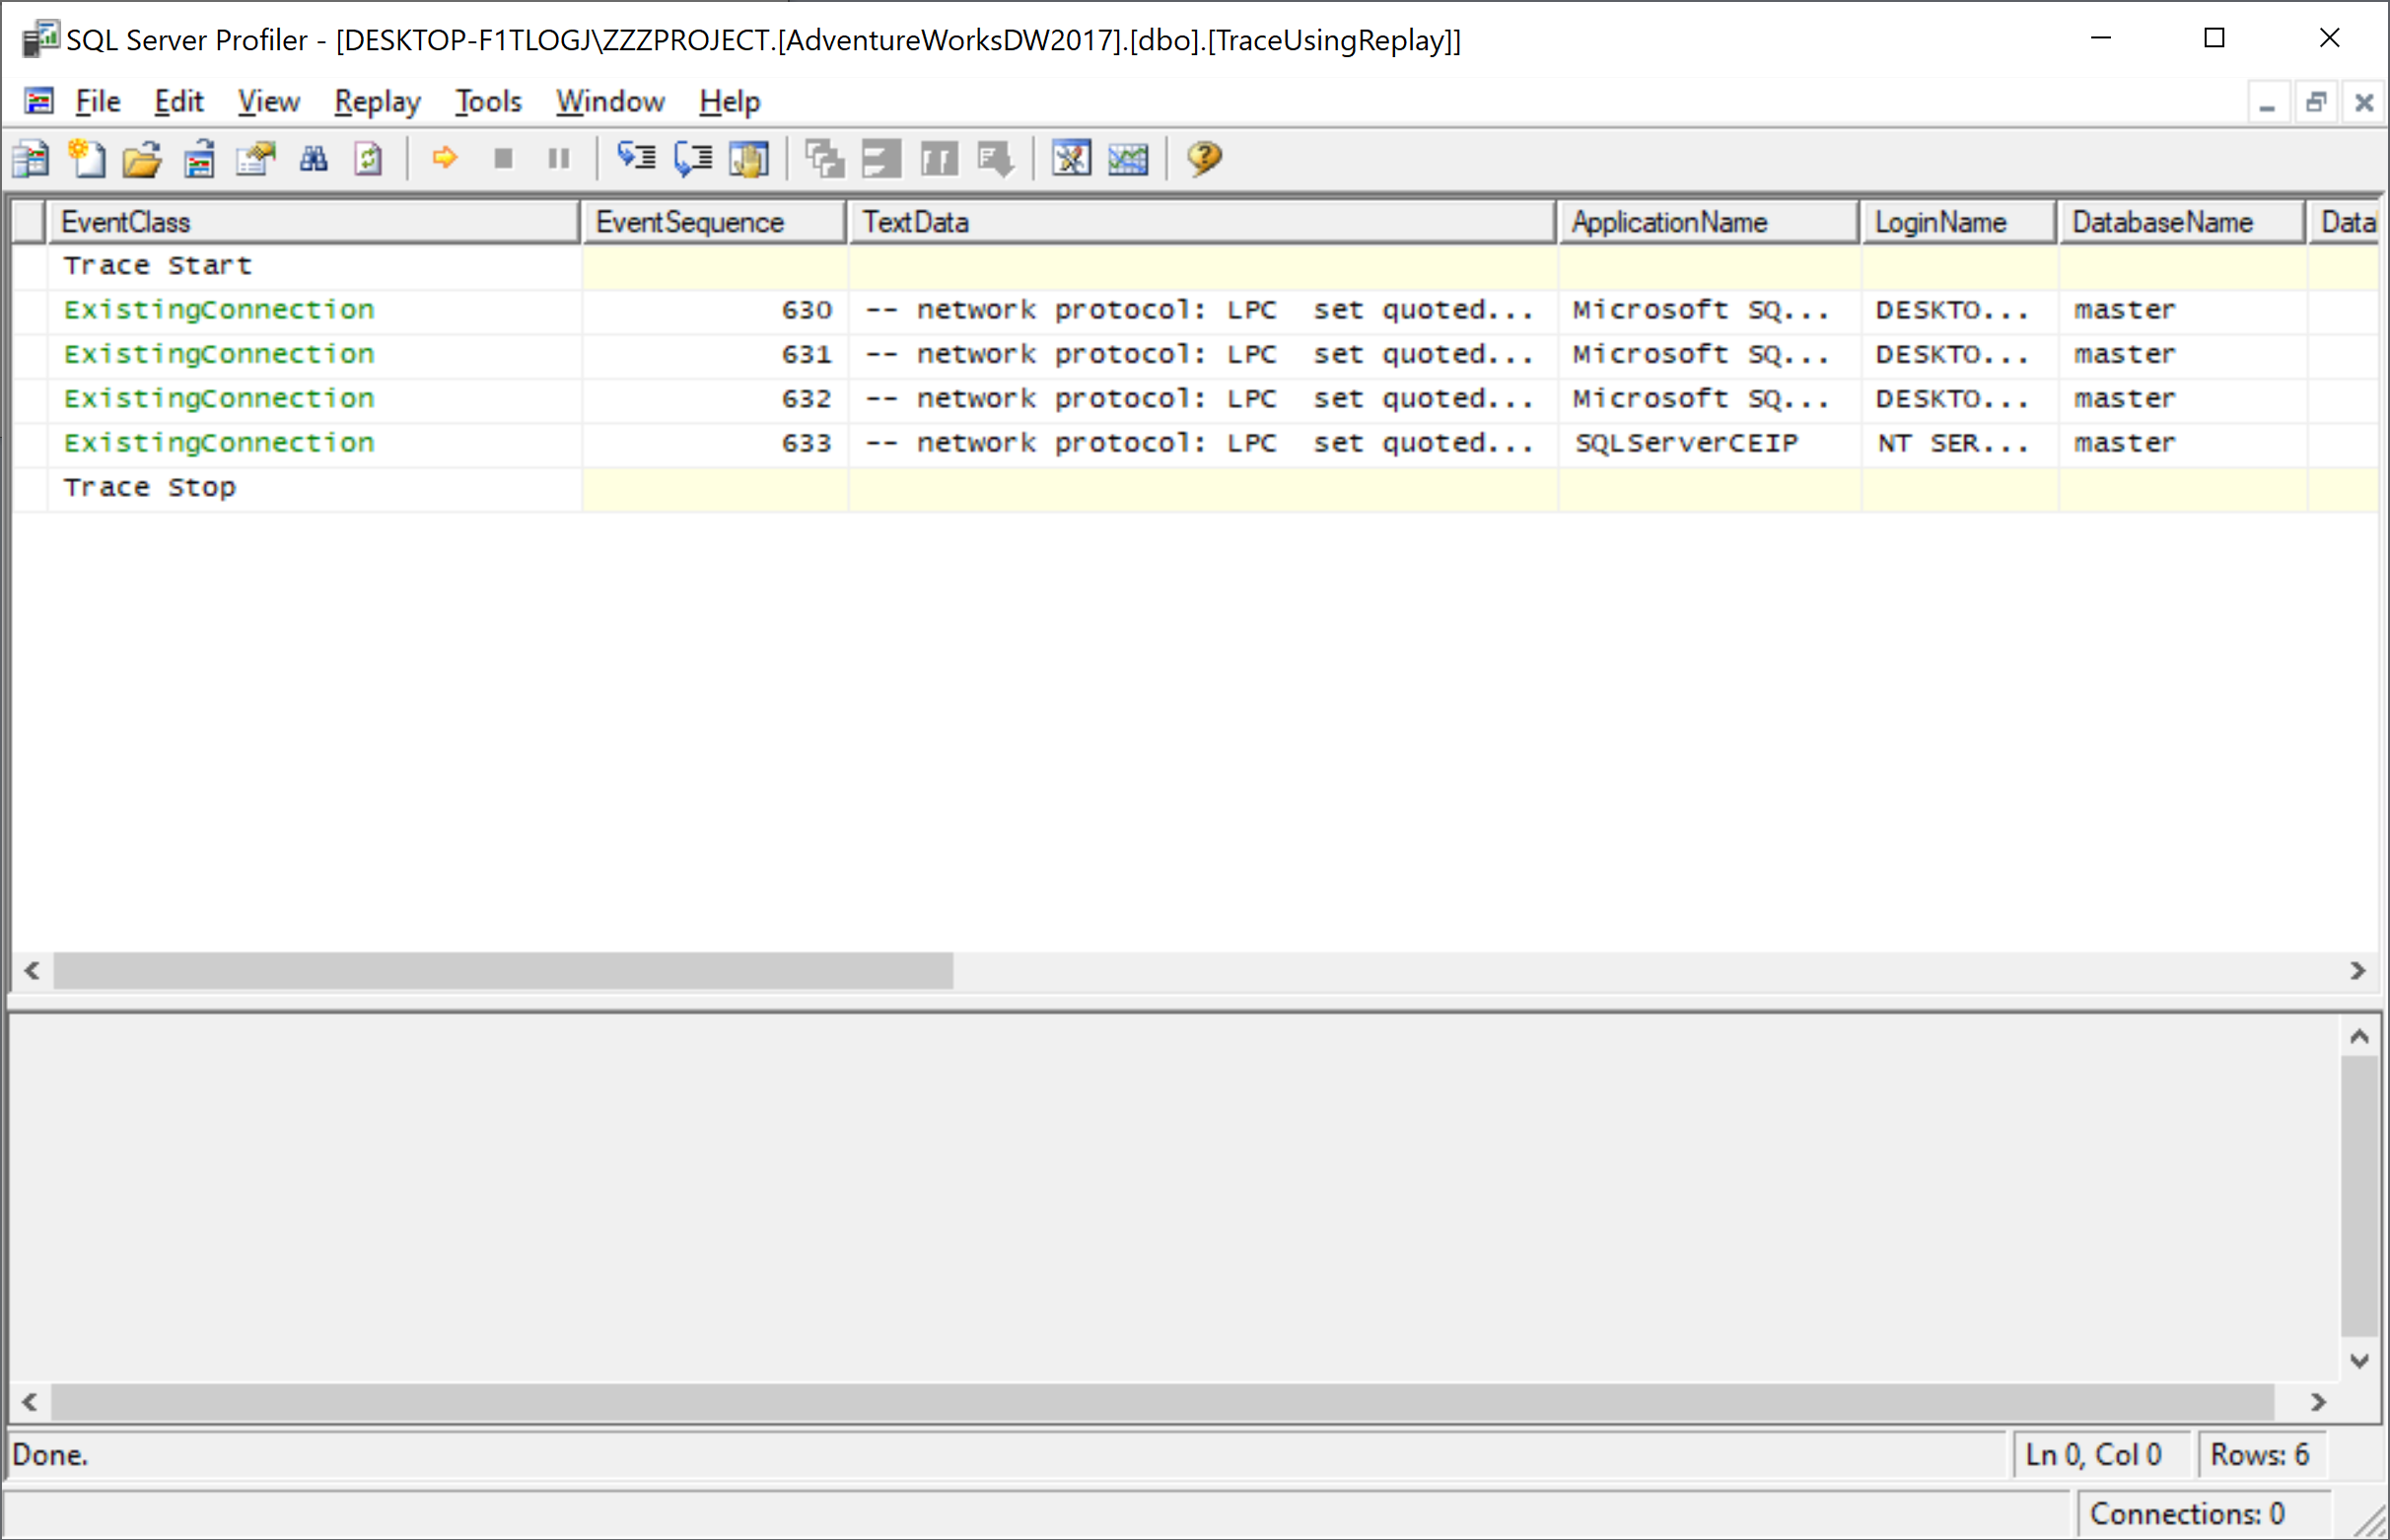 SQL Server Profiler - [DESKTOP-F1TLOGJ\ZZZPROJECT.[AdventureWorksDW2017].[dbo].[TraceUsingReplay]]
File Edit View Replay Tools Window Help
EventClass EventSequence TextData ApplicationName LoginName DatabaseName Data
Trace Start
ExistingConnection 630 -- network protocol: LPC set quoted... Microsoft SQ... DESKTO... master
ExistingConnection 631 -- network protocol: LPC set quoted... Microsoft SQ... DESKTO... master
ExistingConnection 632 -- network protocol: LPC set quoted... Microsoft SQ... DESKTO... master
ExistingConnection 633 -- network protocol: LPC set quoted... SQLServerCEIP NT SER... master
Trace Stop
Done. Ln 0, Col 0 Rows: 6
Connections: 0